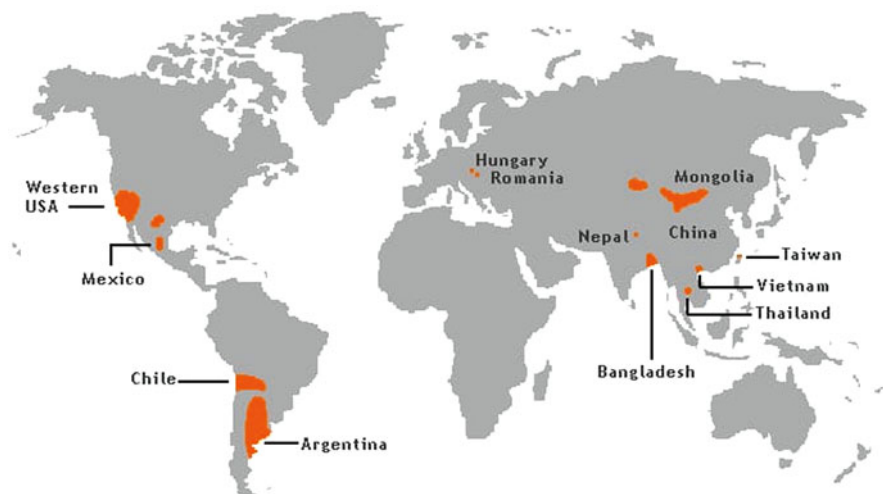 Hungary
Romania
Mongolia
Western
USA
Nepal
China
Taiwan
Mexico
Vietnam
Thailand
Bangladesh
Chile
Argentina